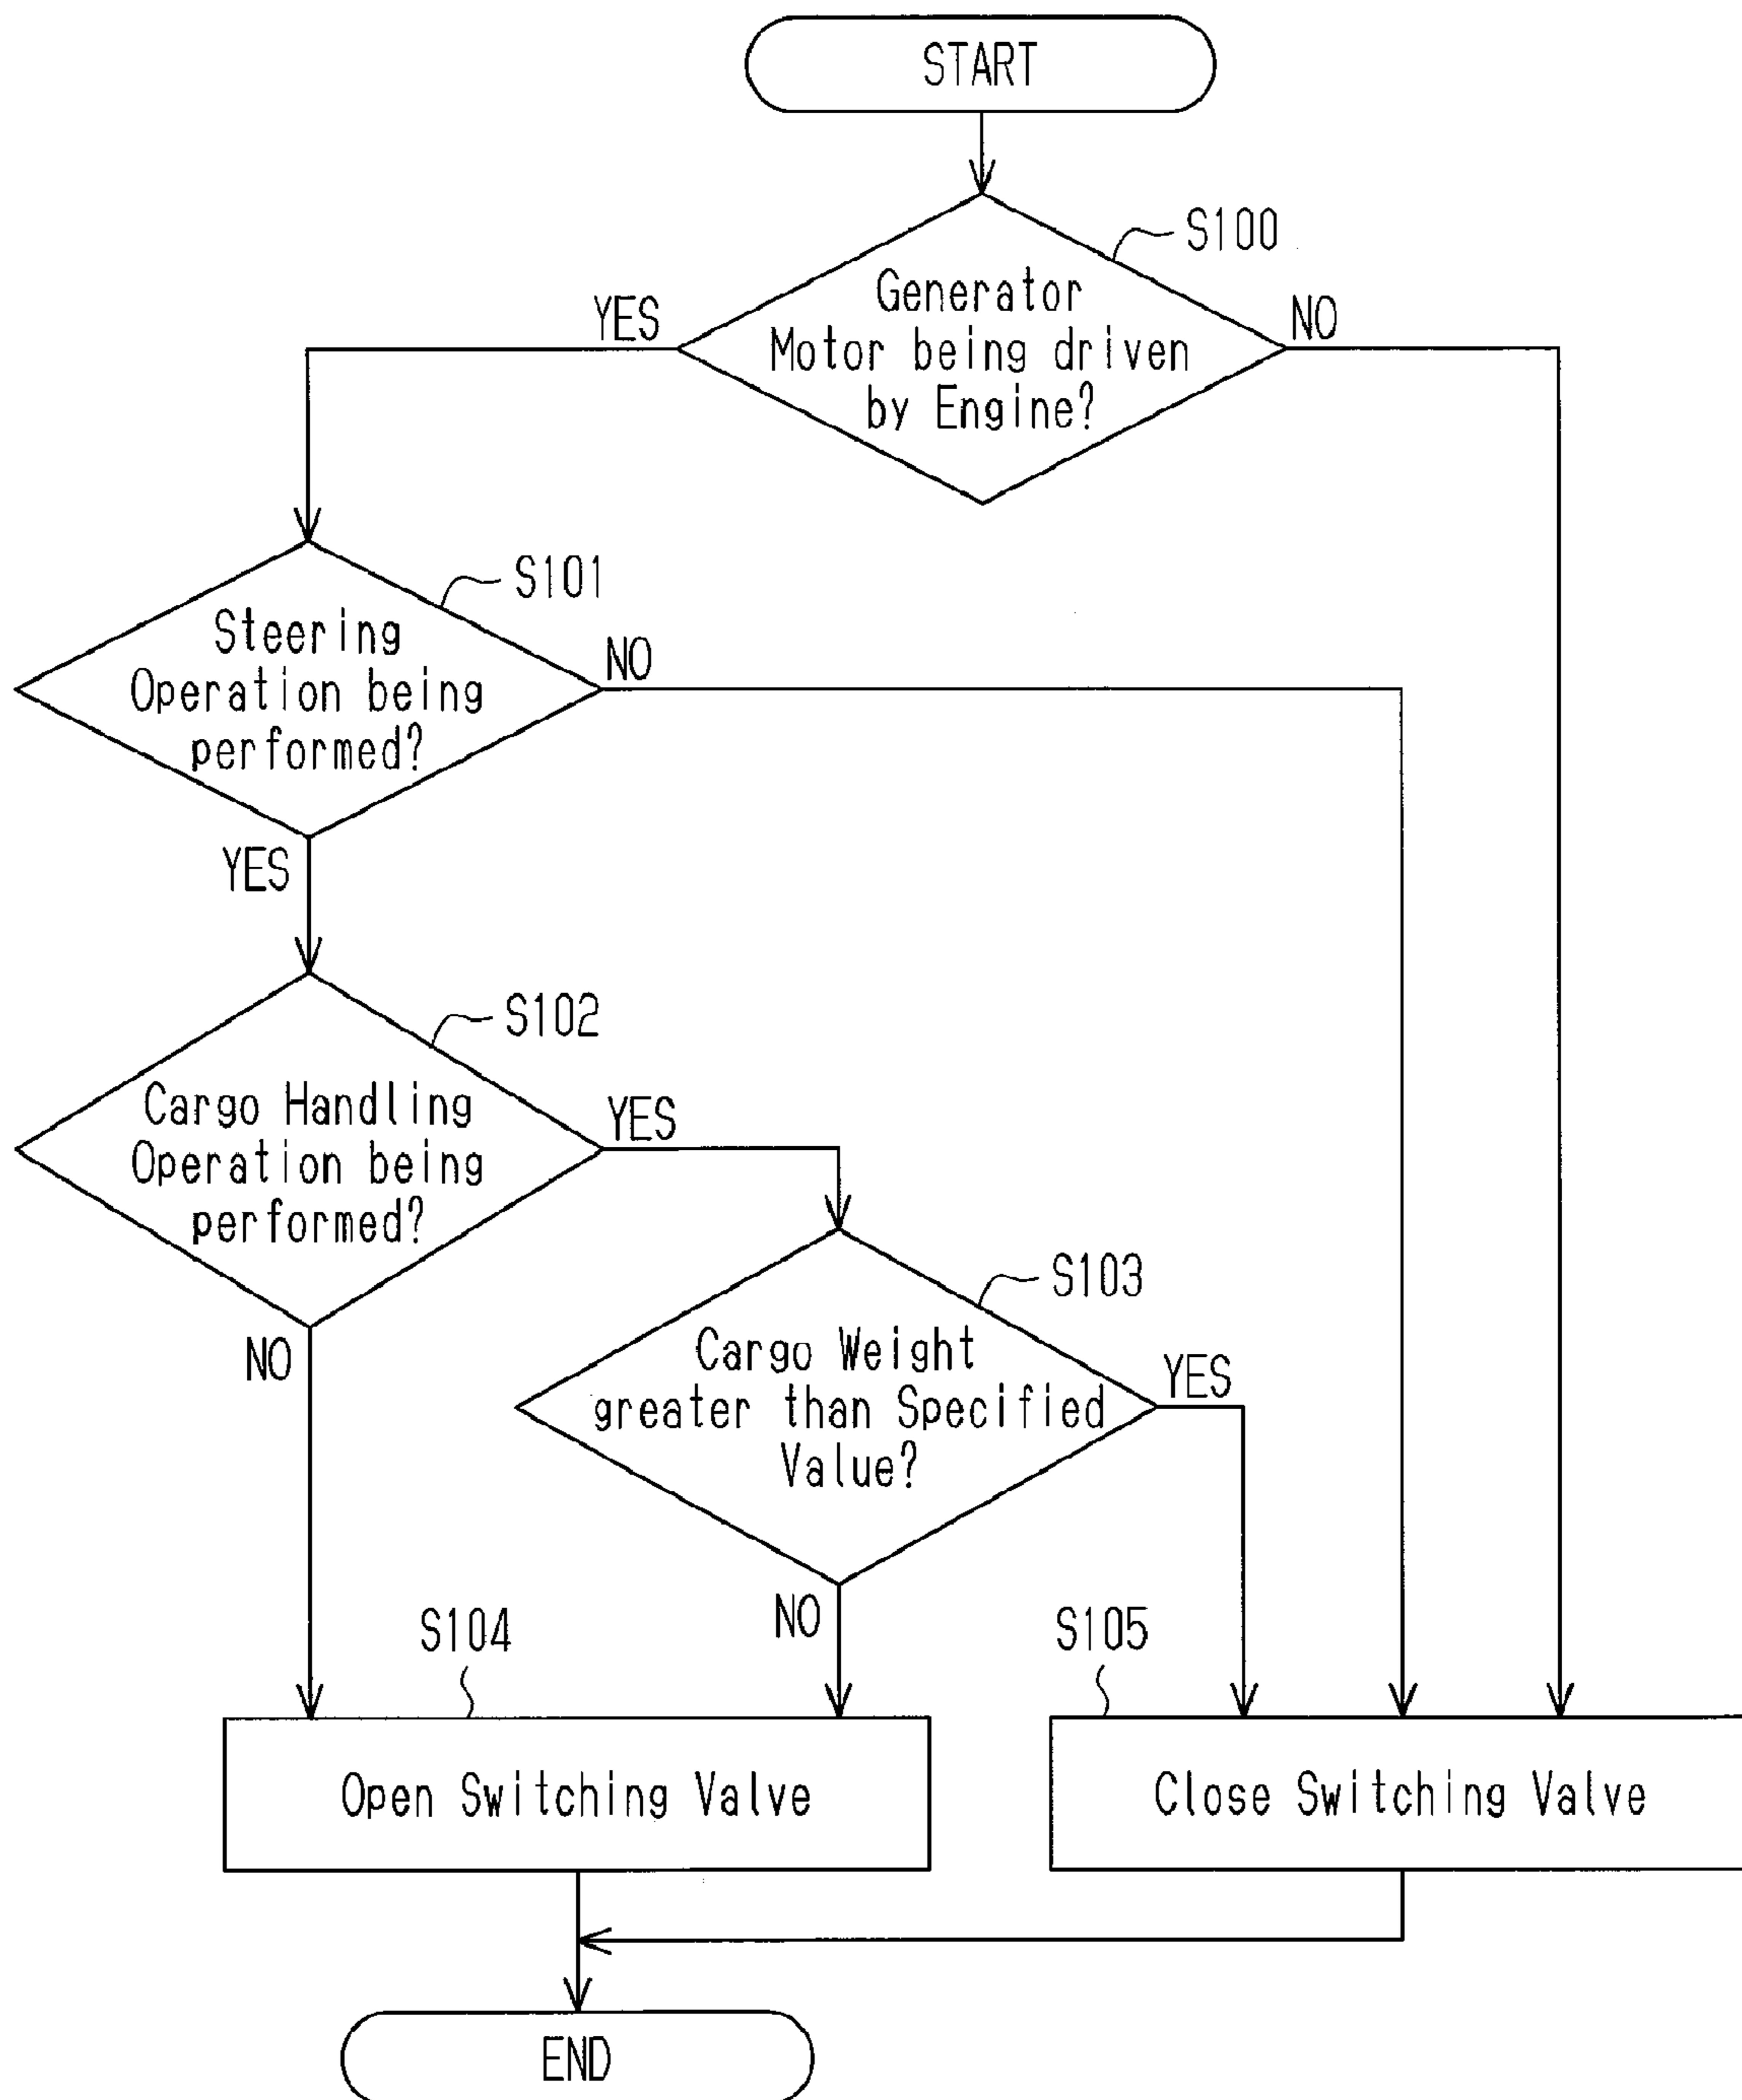 START
S100
Generator
Motor being driven
by Engine?
YES
NO
S101
Steering
Operation being
performed?
NO
YES
S102
Cargo Handling
Operation being
performed?
YES
NO
S103
Cargo Weight
greater than Specified
Value?
YES
NO
S104
Open Switching Valve
S105
Close Switching Valve
END